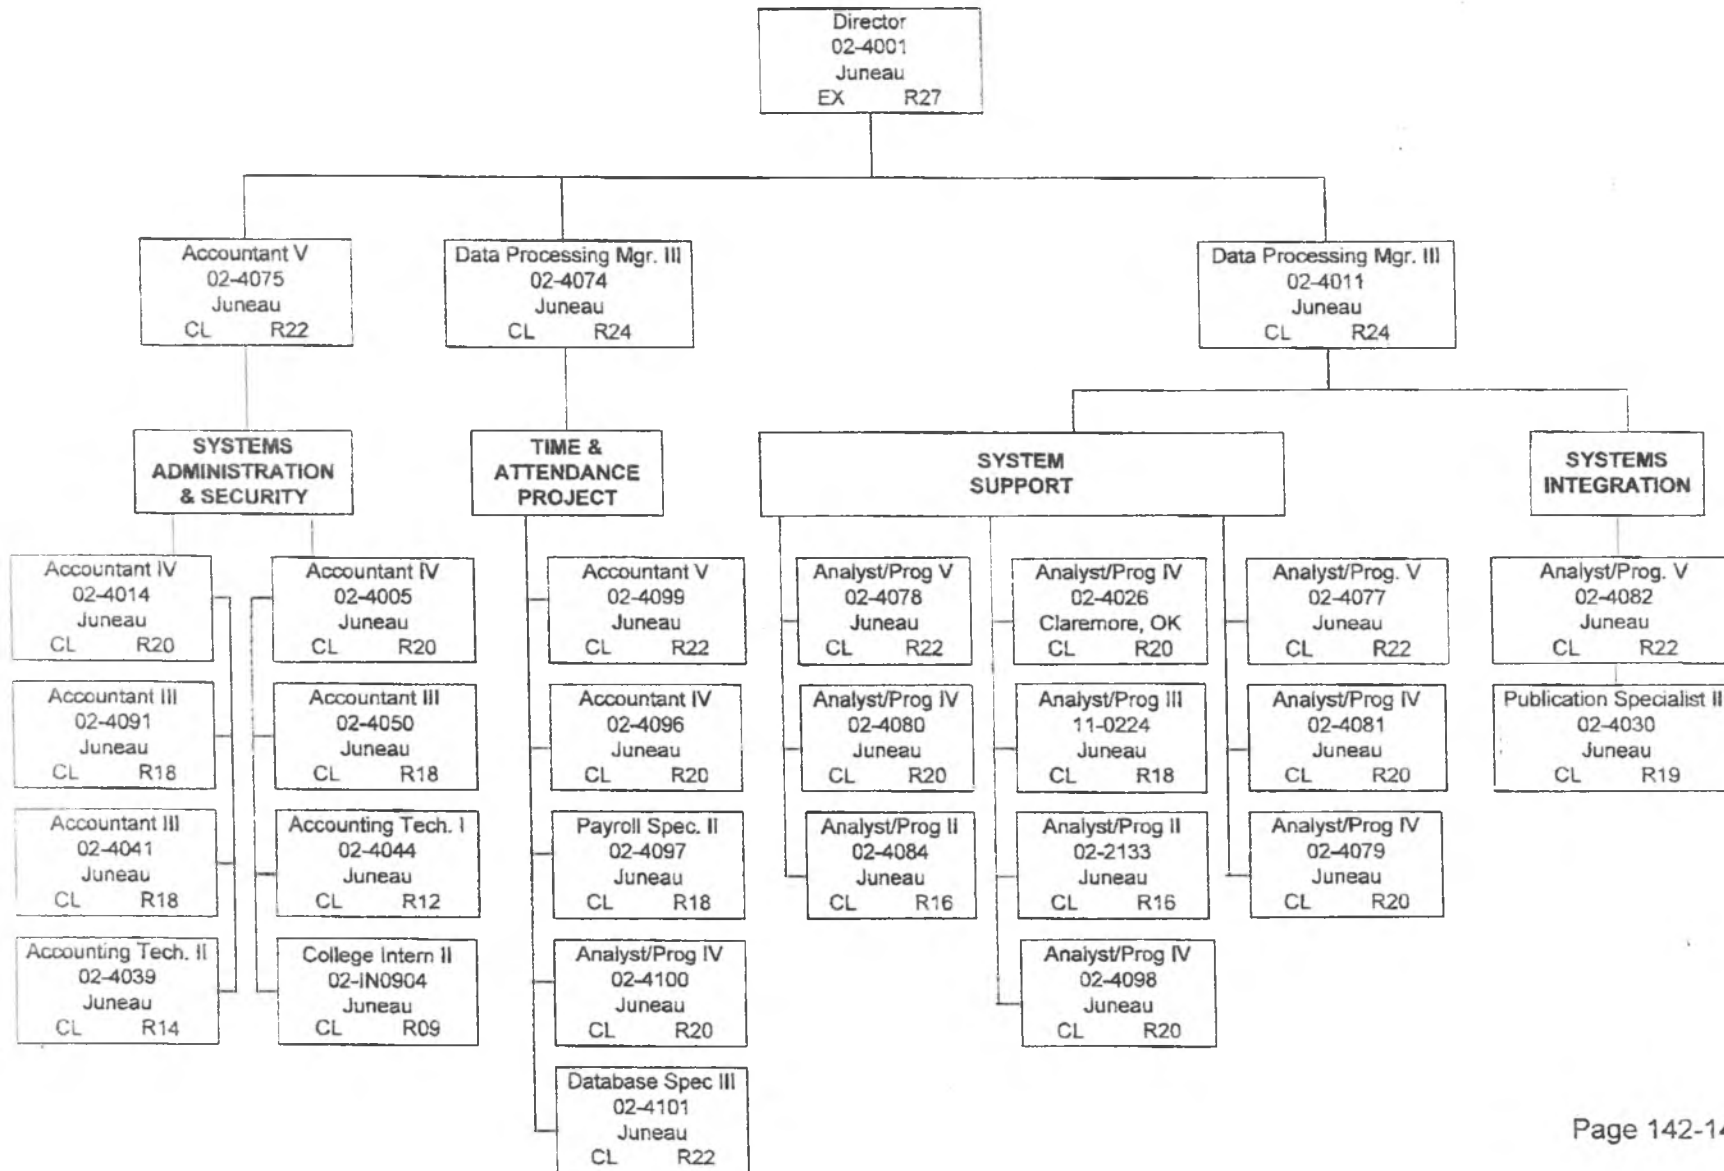 Director
02-4001
Juneau
EX R27
Accountant V
02-4075
Juneau
CL R22
Data Processing Mgr. III
02-4074
Juneau
CL R24
Data Processing Mgr. III
02-4011
Juneau
CL R24
SYSTEMS
ADMINISTRATION
& SECURITY
TIME &
ATTENDANCE
PROJECT
SYSTEM
SUPPORT
SYSTEMS
INTEGRATION
Accountant IV
02-4014
Juneau
CL R20
Accountant III
02-4091
Juneau
CL R18
Accountant III
02-4041
Juneau
CL R18
Accounting Tech. II
02-4039
Juneau
CL R14
Accountant IV
02-4005
Juneau
CL R20
Accountant III
02-4050
Juneau
CL R18
Accounting Tech. I
02-4044
Juneau
CL R12
College Intern II
02-IN0904
Juneau
CL R09
Accountant V
02-4099
Juneau
CL R22
Accountant IV
02-4096
Juneau
CL R20
Payroll Spec. II
02-4097
Juneau
CL R18
Analyst/Prog IV
02-4100
Juneau
CL R20
Database Spec III
02-4101
Juneau
CL R22
Analyst/Prog V
02-4078
Juneau
CL R22
Analyst/Prog IV
02-4080
Juneau
CL R20
Analyst/Prog II
02-4084
Juneau
CL R16
Analyst/Prog IV
02-4026
Claremore, OK
CL R20
Analyst/Prog III
11-0224
Juneau
CL R18
Analyst/Prog II
02-2133
Juneau
CL R16
Analyst/Prog IV
02-4098
Juneau
CL R20
Analyst/Prog. V
02-4077
Juneau
CL R22
Analyst/Prog IV
02-4081
Juneau
CL R20
Analyst/Prog IV
02-4079
Juneau
CL R20
Analyst/Prog. V
02-4082
Juneau
CL R22
Publication Specialist II
02-4030
Juneau
CL R19
Page 142-14